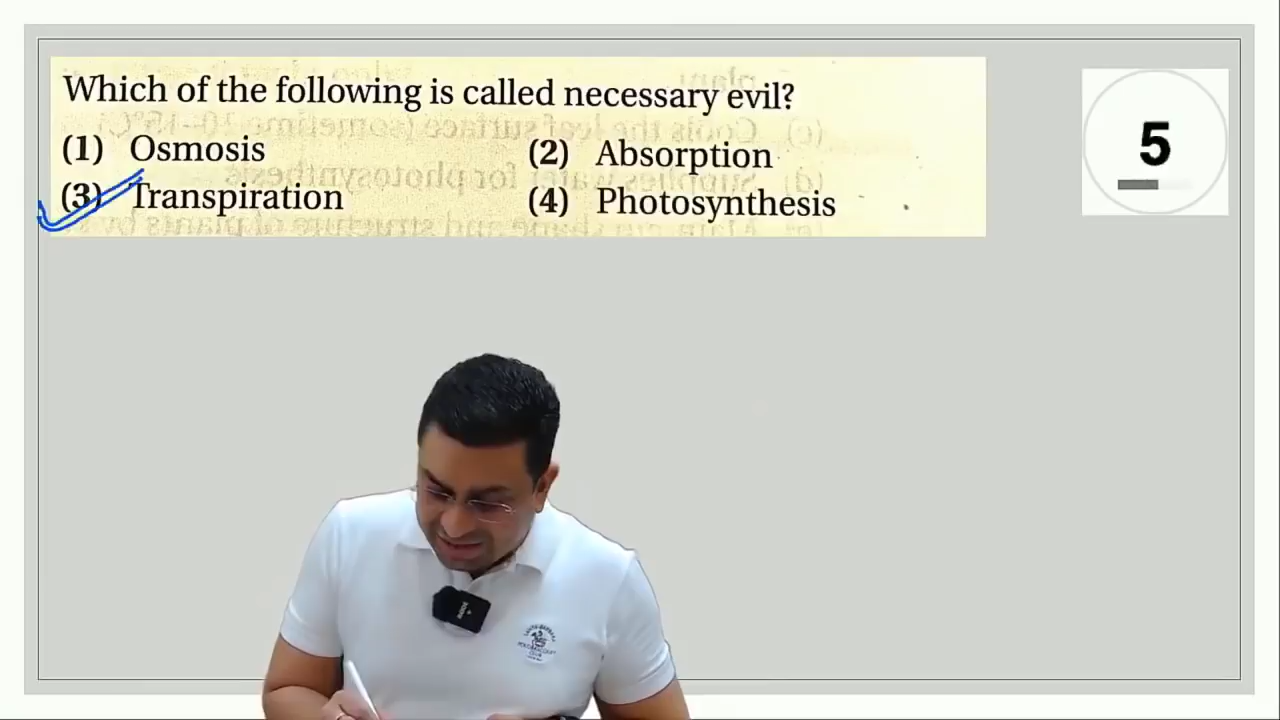 Which of the following is called necessary evil?
(1) Osmosis
(2) Absorption
(3) Transpiration
(4) Photosynthesis
5